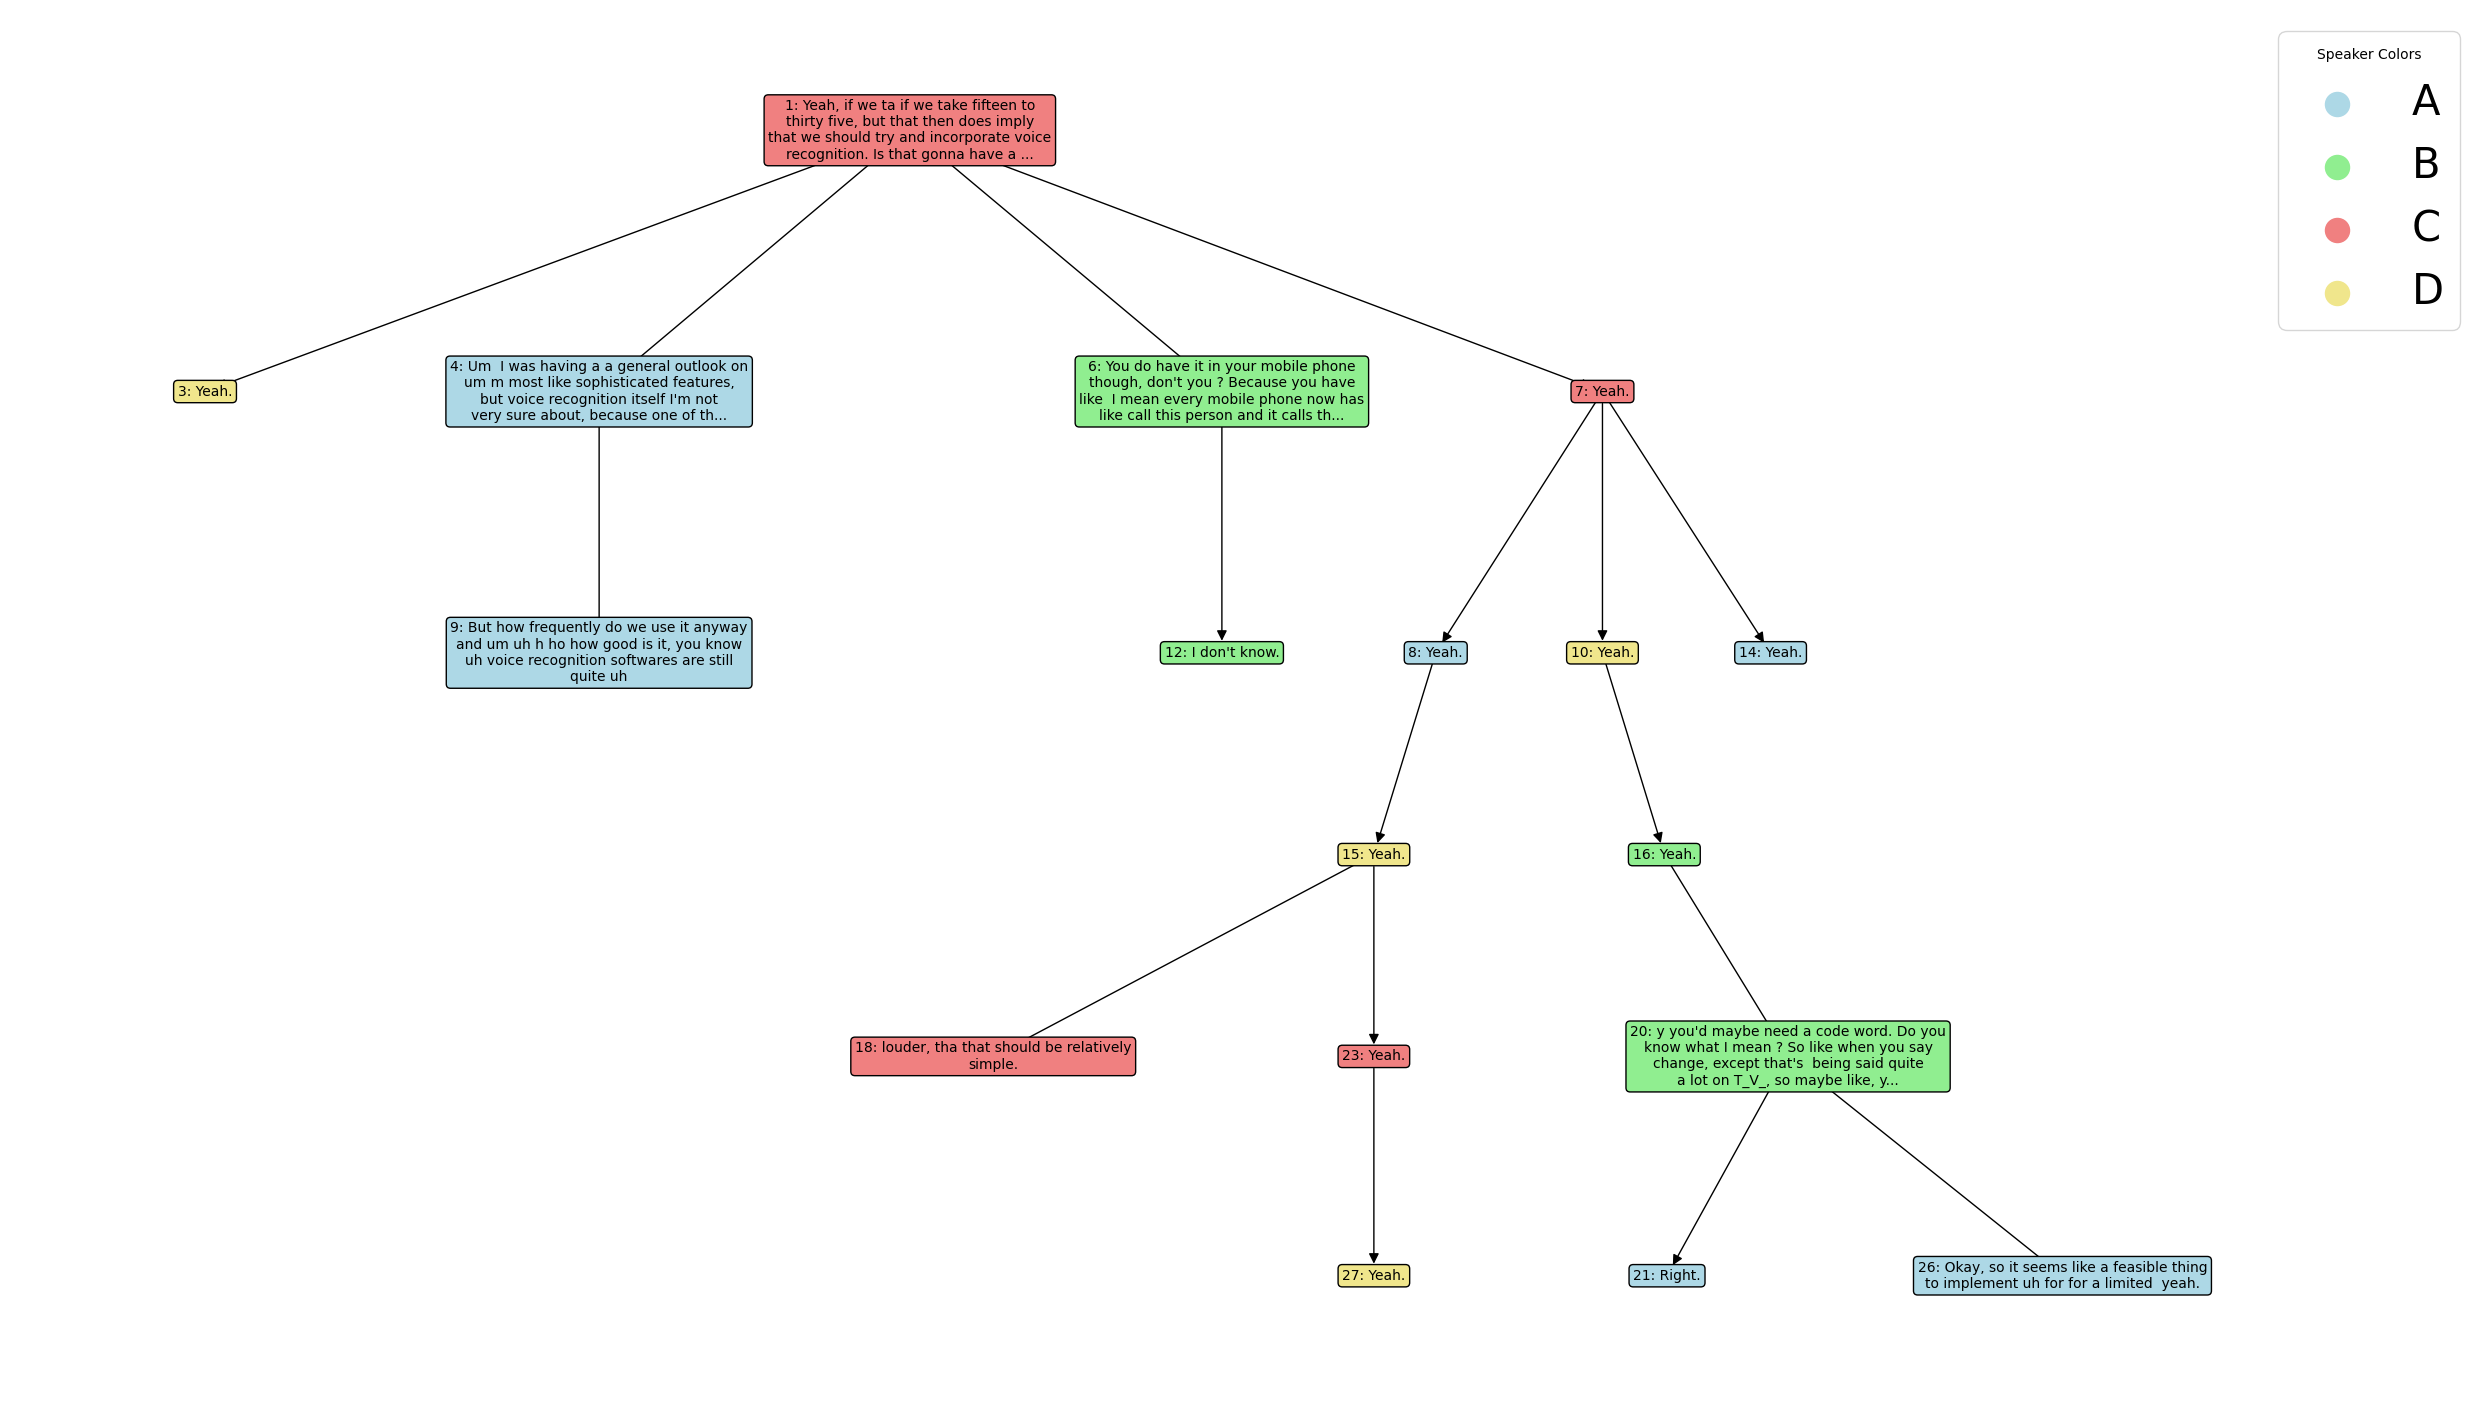 Speaker Colors
A
B
C
D
1: Yeah, if we ta if we take fifteen to
thirty five, but that then does imply
that we should try and incorporate voice
recognition. Is that gonna have a ...
3: Yeah.
4: Um  I was having a a general outlook on
um m most like sophisticated features,
but voice recognition itself I'm not
very sure about, because one of th...
6: You do have it in your mobile phone
though, don't you ? Because you have
like  I mean every mobile phone now has
like call this person and it calls th...
7: Yeah.
9: But how frequently do we use it anyway
and um uh h ho how good is it, you know
uh voice recognition softwares are still
quite uh
12: I don't know.
8: Yeah.
10: Yeah.
14: Yeah.
15: Yeah.
16: Yeah.
18: louder, tha that should be relatively
simple.
23: Yeah.
20: y you'd maybe need a code word. Do you
know what I mean ? So like when you say
change, except that's  being said quite
a lot on T_V_, so maybe like, y...
27: Yeah.
21: Right.
26: Okay, so it seems like a feasible thing
to implement uh for for a limited  yeah.